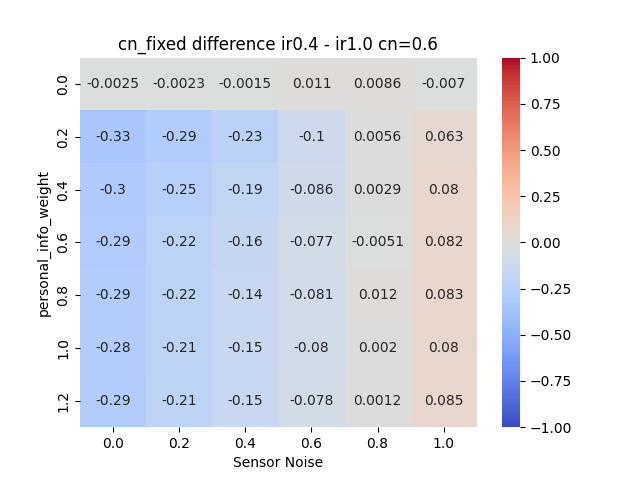 cn_fixed difference ir0.4 - ir1.0 cn=0.6
personal_info_weight
0.0 -0.0025 -0.0023 -0.0015 0.011 0.0086 -0.007
0.2 -0.33 -0.29 -0.23 -0.1 0.0056 0.063
0.4 -0.3 -0.25 -0.19 -0.086 0.0029 0.08
0.6 -0.29 -0.22 -0.16 -0.077 -0.0051 0.082
0.8 -0.29 -0.22 -0.14 -0.081 0.012 0.083
1.0 -0.28 -0.21 -0.15 -0.08 0.002 0.08
1.2 -0.29 -0.21 -0.15 -0.078 0.0012 0.085
0.0 0.2 0.4 0.6 0.8 1.0
Sensor Noise
1.00
0.75
0.50
0.25
0.00
−0.25
−0.50
−0.75
−1.00